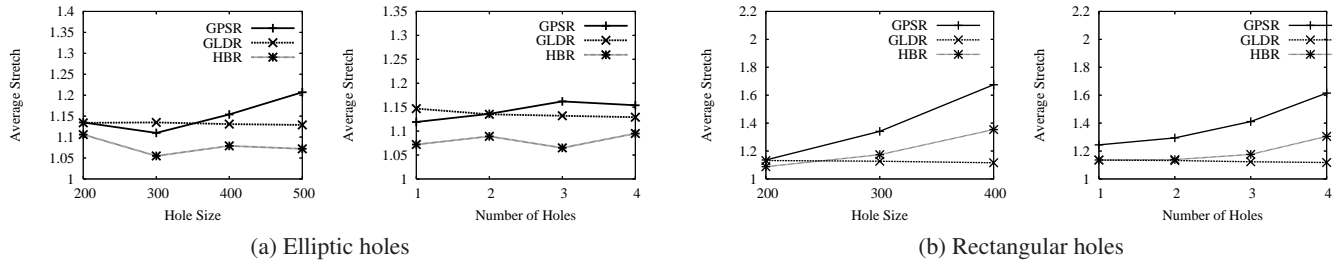 Average Stretch
1.4
1.35
1.3
1.25
1.2
1.15
1.1
1.05
1
200 300 400 500
Hole Size
GPSR
GLDR
HBR
Average Stretch
1.35
1.3
1.25
1.2
1.15
1.1
1.05
1
1 2 3 4
Number of Holes
GPSR
GLDR
HBR
(a) Elliptic holes
Average Stretch
2.2
2
1.8
1.6
1.4
1.2
1
200 300 400
Hole Size
GPSR
GLDR
HBR
Average Stretch
2.2
2
1.8
1.6
1.4
1.2
1
1 2 3 4
Number of Holes
GPSR
GLDR
HBR
(b) Rectangular holes